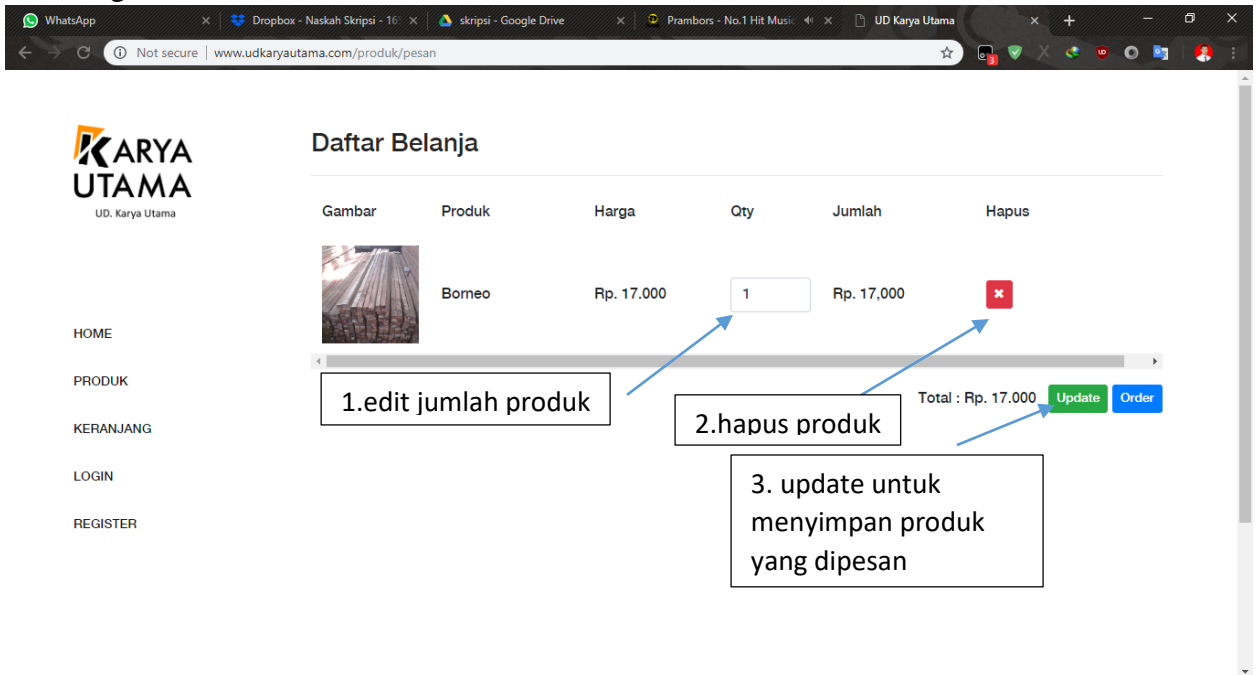 WhatsApp
Dropbox - Naskah Skripsi - 16
skripsi - Google Drive
Prambors - No.1 Hit Music
UD Karya Utama
Not secure | www.udkaryautama.com/produk/pesan
3
KARYA
UTAMA
UD. Karya Utama
HOME
PRODUK
KERANJANG
LOGIN
REGISTER
Daftar Belanja
Gambar Produk Harga Qty Jumlah Hapus
Borneo Rp. 17.000 1 Rp. 17,000
Total : Rp. 17.000 Update Order
1.edit jumlah produk
2.hapus produk
3. update untuk
menyimpan produk
yang dipesan